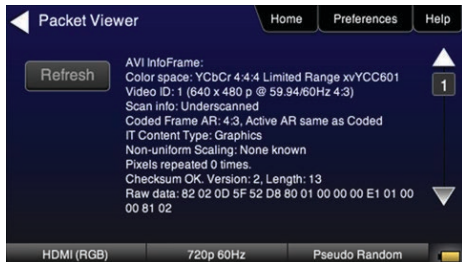 Packet Viewer
Home
Preferences
Help
Refresh
AVI InfoFrame:
Color space: YCbCr 4:4:4 Limited Range xvYCC601
Video ID: 1 (640 x 480 p @ 59.94/60Hz 4:3)
Scan info: Underscanned
Coded Frame AR: 4:3, Active AR same as Coded
IT Content Type: Graphics
Non-uniform Scaling: None known
Pixels repeated 0 times.
Checksum OK. Version: 2, Length: 13
Raw data: 82 02 0D 5F 52 D8 80 01 00 00 00 E1 01 00
00 81 02
1
HDMI (RGB)
720p 60Hz
Pseudo Random